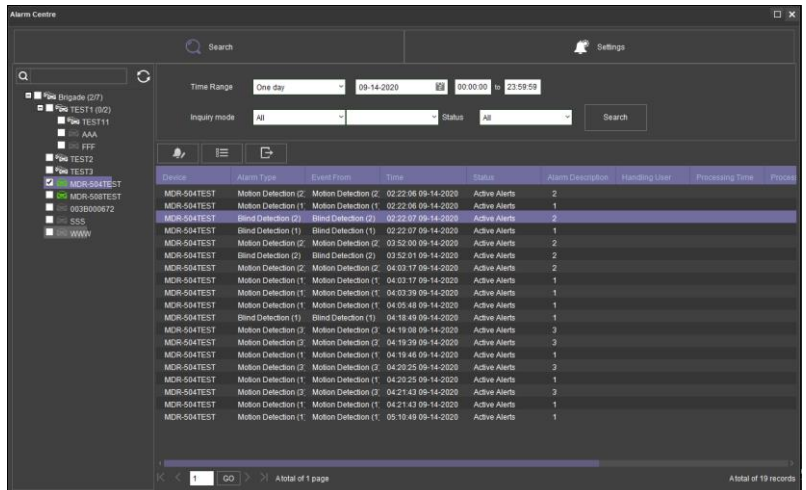 Alarm Centre
Search
Settings
Brigade (2/7)
TEST1 (0/2)
TEST11
AAA
FFF
TEST2
TEST3
MDR-504TEST
MDR-508TEST
003B000672
SSS
WWW
Time Range One day 09-14-2020 00:00:00 to 23:59:59
Inquiry mode All Status All Search
Device Alarm Type Event From Time Status Alarm Description Handling User Processing Time Process
MDR-504TEST Motion Detection (2) Motion Detection (2 02:22:06 09-14-2020 Active Alerts 2
MDR-504TEST Motion Detection (1) Motion Detection (1 02:22:06 09-14-2020 Active Alerts 1
MDR-504TEST Blind Detection (2) Blind Detection (2) 02:22:07 09-14-2020 Active Alerts 2
MDR-504TEST Blind Detection (1) Blind Detection (1) 02:22:07 09-14-2020 Active Alerts 1
MDR-504TEST Motion Detection (2) Motion Detection (2 03:52:00 09-14-2020 Active Alerts 2
MDR-504TEST Blind Detection (2) Blind Detection (2) 03:52:01 09-14-2020 Active Alerts 2
MDR-504TEST Motion Detection (2) Motion Detection (2 04:03:17 09-14-2020 Active Alerts 2
MDR-504TEST Motion Detection (1) Motion Detection (1 04:03:17 09-14-2020 Active Alerts 1
MDR-504TEST Motion Detection (1) Motion Detection (1 04:03:39 09-14-2020 Active Alerts 1
MDR-504TEST Motion Detection (1) Motion Detection (1 04:05:48 09-14-2020 Active Alerts 1
MDR-504TEST Blind Detection (1) Blind Detection (1) 04:18:49 09-14-2020 Active Alerts 1
MDR-504TEST Motion Detection (3) Motion Detection (3 04:19:08 09-14-2020 Active Alerts 3
MDR-504TEST Motion Detection (3) Motion Detection (3 04:19:39 09-14-2020 Active Alerts 3
MDR-504TEST Motion Detection (1) Motion Detection (1 04:19:46 09-14-2020 Active Alerts 1
MDR-504TEST Motion Detection (3) Motion Detection (3 04:20:25 09-14-2020 Active Alerts 3
MDR-504TEST Motion Detection (1) Motion Detection (1 04:20:25 09-14-2020 Active Alerts 1
MDR-504TEST Motion Detection (3) Motion Detection (3 04:21:43 09-14-2020 Active Alerts 3
MDR-504TEST Motion Detection (1) Motion Detection (1 04:21:43 09-14-2020 Active Alerts 1
MDR-504TEST Motion Detection (1) Motion Detection (1 05:10:49 09-14-2020 Active Alerts 1
1 GO Atotal of 1 page Atotal of 19 records